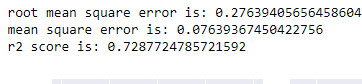 root mean square error is: 0.27639405656458604
mean square error is: 0.07639367450422756
r2 score is: 0.7287724785721592